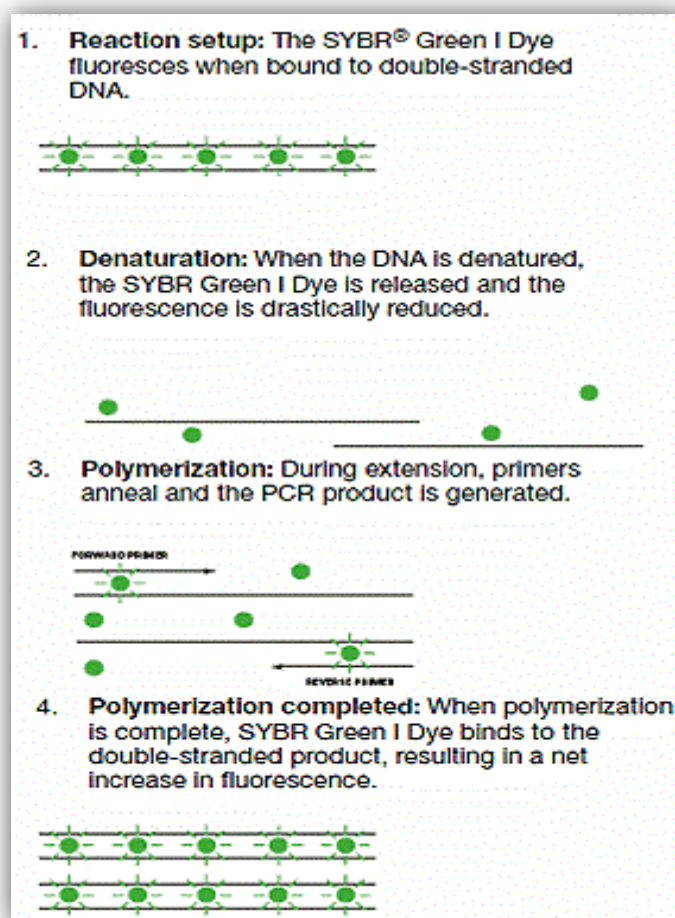 1. Reaction setup: The SYBR® Green I Dye
fluoresces when bound to double-stranded
DNA.
2. Denaturation: When the DNA is denatured,
the SYBR Green I Dye is released and the
fluorescence is drastically reduced.
3. Polymerization: During extension, primers
anneal and the PCR product is generated.
FORWARD PRIMER
REVERSE PRIMER
4. Polymerization completed: When polymerization
is complete, SYBR Green I Dye binds to the
double-stranded product, resulting in a net
increase in fluorescence.